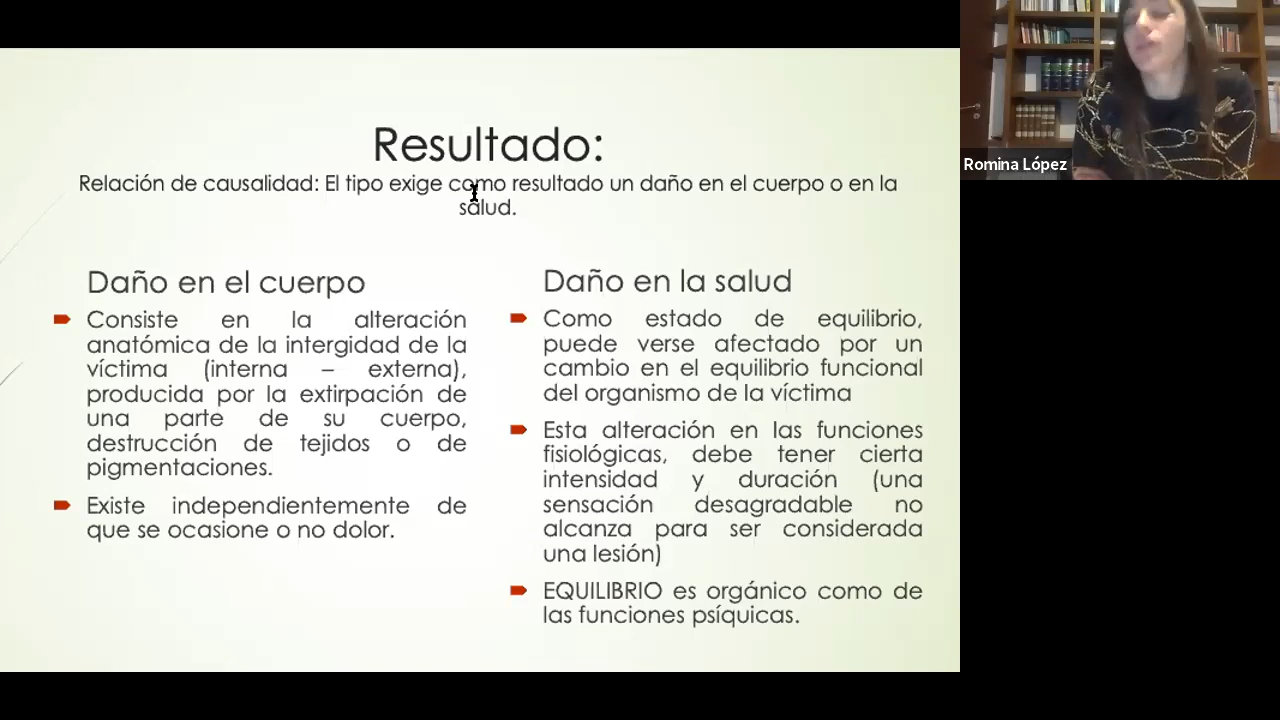 Resultado:
Relación de causalidad: El tipo exige como resultado un daño en el cuerpo o en la
salud.
Daño en el cuerpo
Consiste en la alteración
anatómica de la intergidad de la
víctima (interna – externa),
producida por la extirpación de
una parte de su cuerpo,
destrucción de tejidos o de
pigmentaciones.
Existe independientemente de
que se ocasione o no dolor.
Daño en la salud
Como estado de equilibrio,
puede verse afectado por un
cambio en el equilibrio funcional
del organismo de la víctima
Esta alteración en las funciones
fisiológicas, debe tener cierta
intensidad y duración (una
sensación desagradable no
alcanza para ser considerada
una lesión)
EQUILIBRIO es orgánico como de
las funciones psíquicas.
Romina López